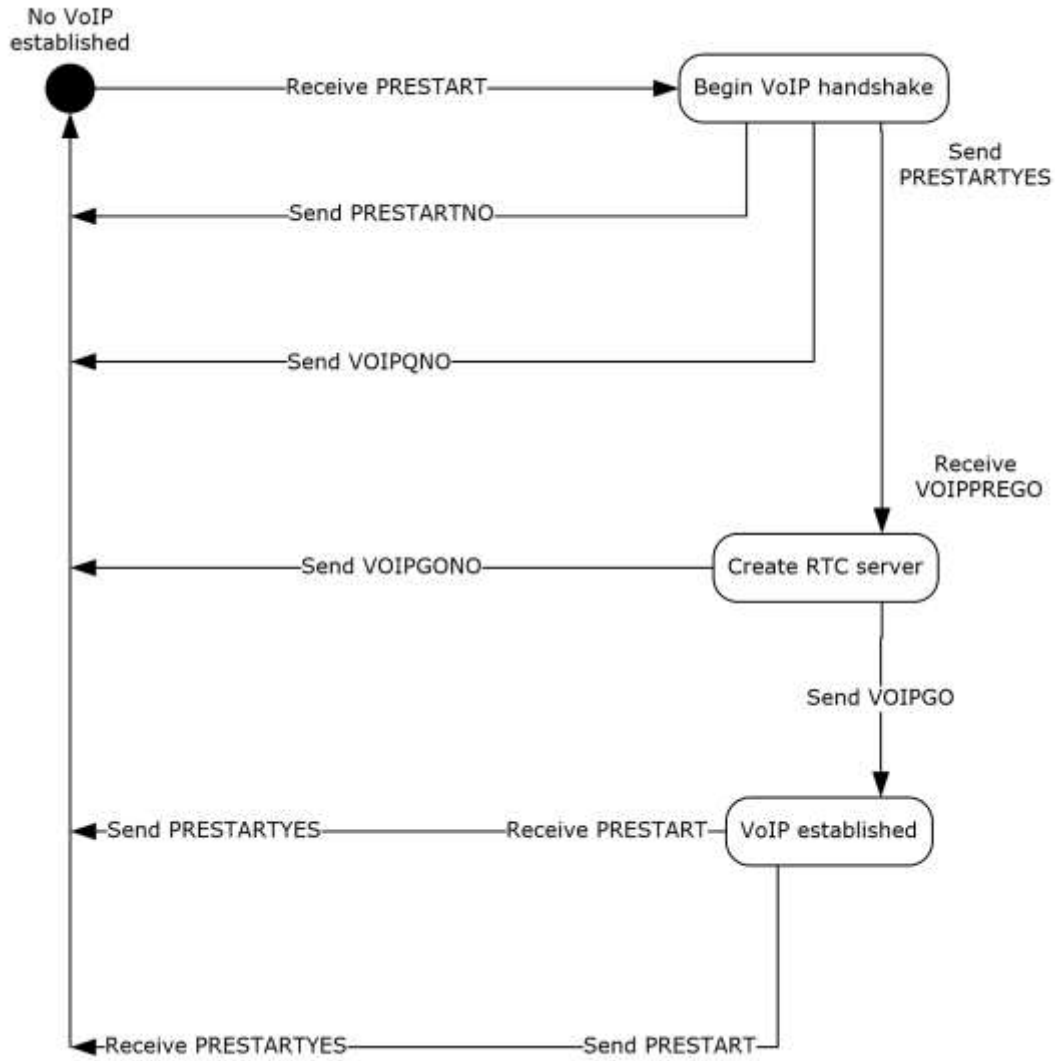 No VoIP
established
Receive PRESTART
Begin VoIP handshake
Send
PRESTARTYES
Send PRESTARTNO
Send VOIPQNO
Receive
VOIPPREGO
Send VOIPGONO
Create RTC server
Send VOIPGO
Send PRESTARTYES
Receive PRESTART
VoIP established
Receive PRESTARTYES
Send PRESTART